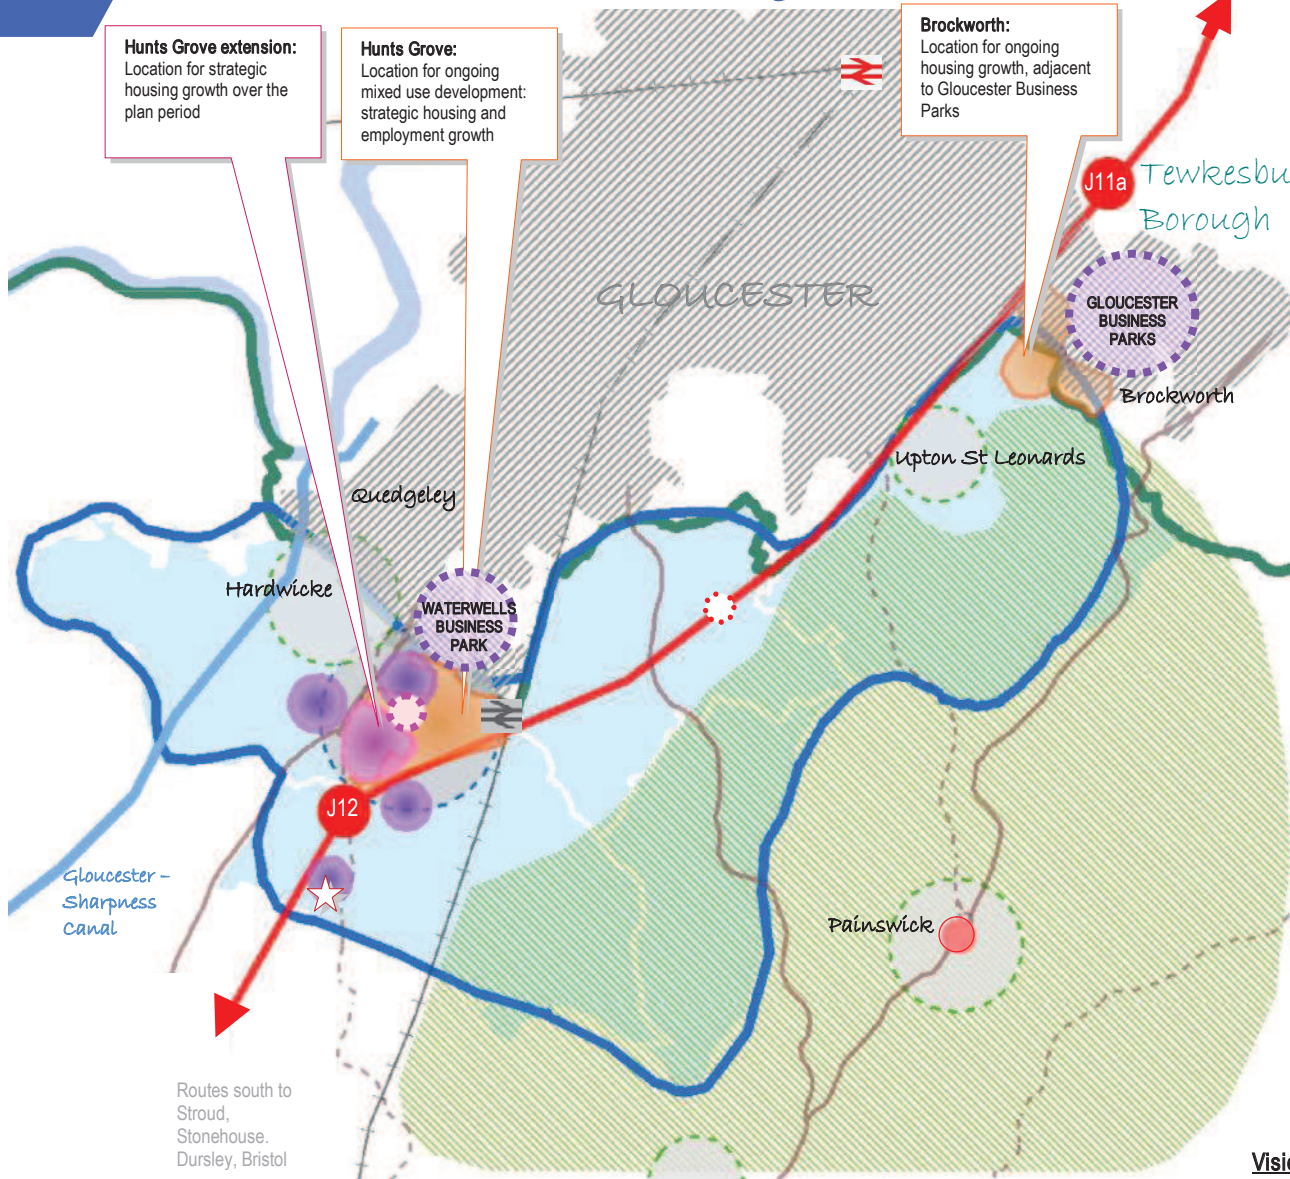 Hunts Grove extension:
Location for strategic
housing growth over the
plan period
Hunts Grove:
Location for ongoing
mixed use development:
strategic housing and
employment growth
Brockworth:
Location for ongoing
housing growth, adjacent
to Gloucester Business
Parks
J11a
Tewkesbu
Borough
GLOUCESTER
GLOUCESTER
BUSINESS
PARKS
Brockworth
Upton St Leonards
Quedgeley
Hardwicke
WATERWELLS
BUSINESS
PARK
J12
Gloucester –
Sharpness
Canal
Painswick
Routes south to
Stroud,
Stonehouse.
Dursley, Bristol
Visi